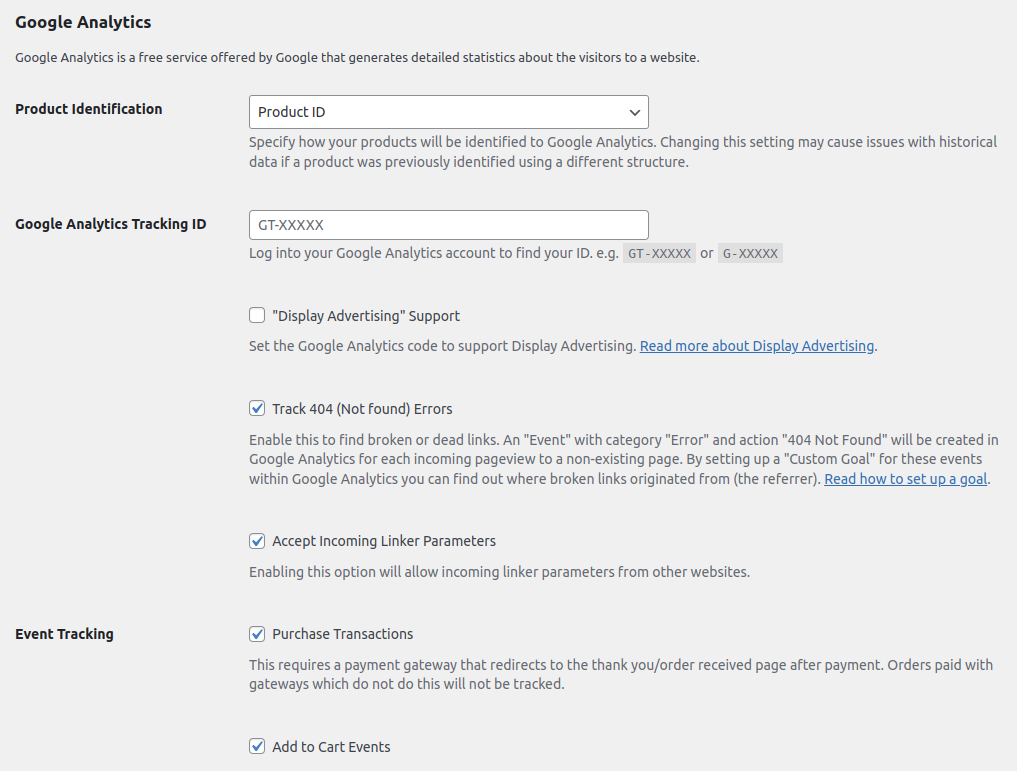 Google Analytics
Google Analytics is a free service offered by Google that generates detailed statistics about the visitors to a website.
Product Identification
Product ID
Specify how your products will be identified to Google Analytics. Changing this setting may cause issues with historical
data if a product was previously identified using a different structure.
Google Analytics Tracking ID
GT-XXXXX
Log into your Google Analytics account to find your ID. e.g. GT-XXXXX or G-XXXXX
"Display Advertising" Support
Set the Google Analytics code to support Display Advertising. Read more about Display Advertising.
Track 404 (Not found) Errors
Enable this to find broken or dead links. An "Event" with category "Error" and action "404 Not Found" will be created in
Google Analytics for each incoming pageview to a non-existing page. By setting up a "Custom Goal" for these events
within Google Analytics you can find out where broken links originated from (the referrer). Read how to set up a goal.
Accept Incoming Linker Parameters
Enabling this option will allow incoming linker parameters from other websites.
Event Tracking
Purchase Transactions
This requires a payment gateway that redirects to the thank you/order received page after payment. Orders paid with
gateways which do not do this will not be tracked.
Add to Cart Events